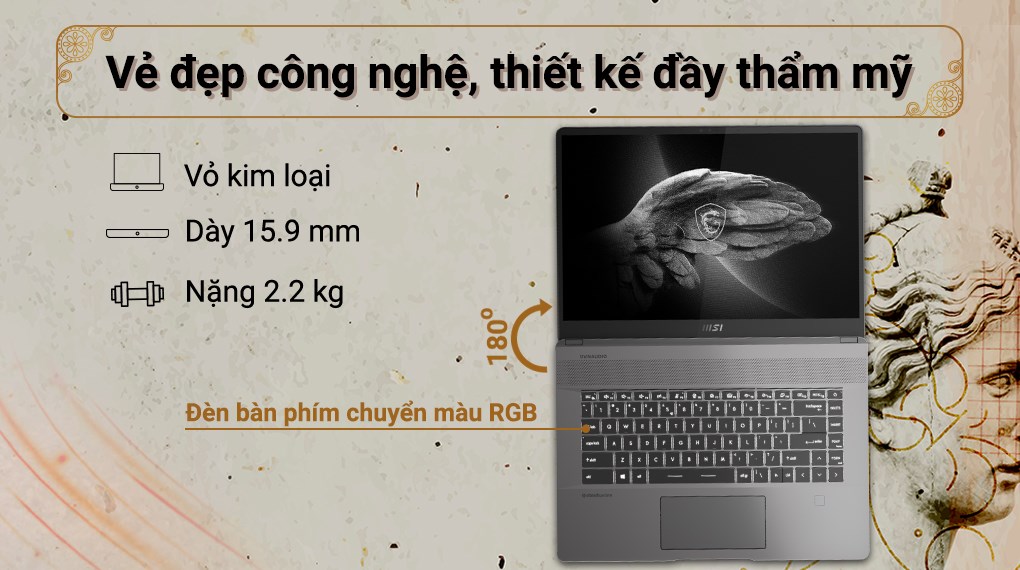 Vẻ đẹp công nghệ, thiết kế đầy thẩm mỹ
Vỏ kim loại
Dày 15.9 mm
Nặng 2.2 kg
180°
msi
Đèn bàn phím chuyển màu RGB